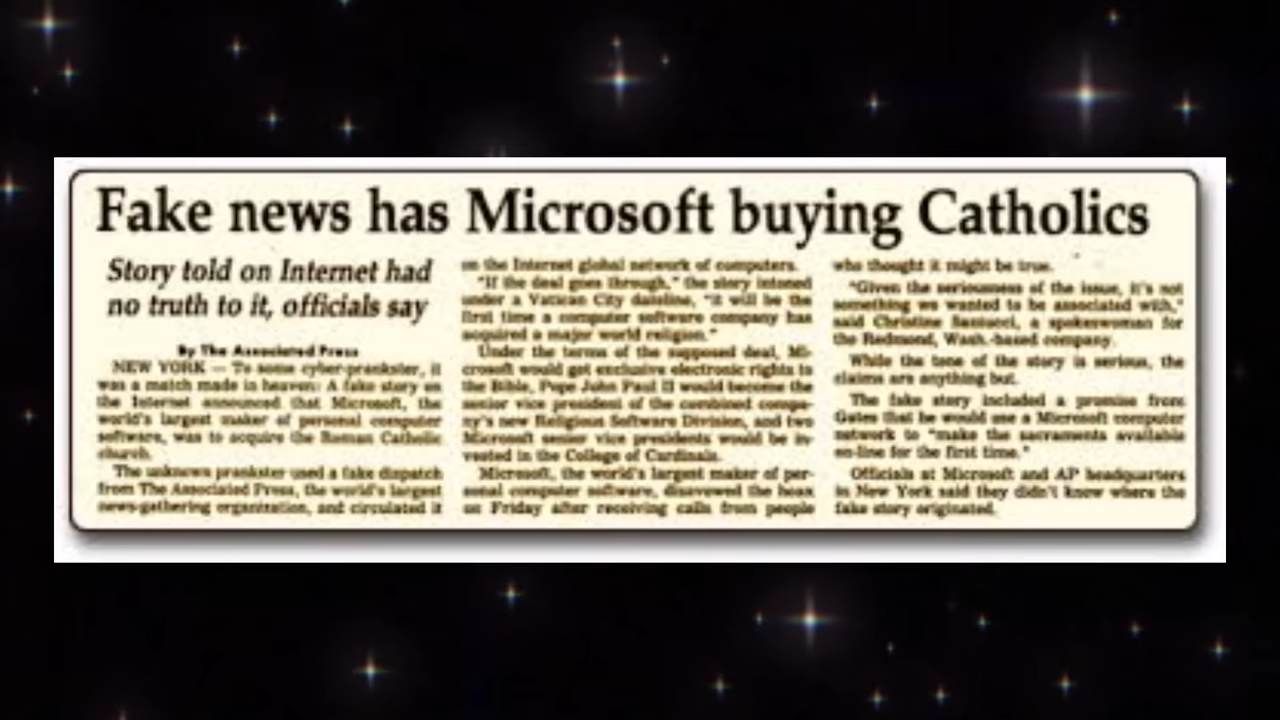 Fake news has Microsoft buying Catholics
Story told on Internet had
no truth to it, officials say
By The Associated Press
NEW YORK — To some cyber-prankster, it
was a match made in heaven: A fake story on
the Internet announced that Microsoft, the
world's largest maker of personal computer
software, was to acquire the Roman Catholic
church.
The unknown prankster used a fake dispatch
from The Associated Press, the world's largest
news-gathering organization, and circulated it
on the Internet global network of computers.
"If the deal goes through," the story intoned
under a Vatican City dateline, "it will be the
first time a computer software company has
acquired a major world religion."
Under the terms of the supposed deal, Mi-
crosoft would get exclusive electronic rights to
the Bible, Pope John Paul II would become the
senior vice president of the combined compa-
ny's new Religious Software Division, and two
Microsoft senior vice presidents would be in-
vested in the College of Cardinals.
Microsoft, the world's largest maker of per-
sonal computer software, disavowed the hoax
on Friday after receiving calls from people
who thought it might be true.
"Given the seriousness of the issue, it's not
something we wanted to be associated with,"
said Christine Santucci, a spokeswoman for
the Redmond, Wash.-based company.
While the tone of the story is serious, the
claims are anything but.
The fake story included a promise from
Gates that he would use a Microsoft computer
network to "make the sacraments available
on-line for the first time."
Officials at Microsoft and AP headquarters
in New York said they didn't know where the
fake story originated.